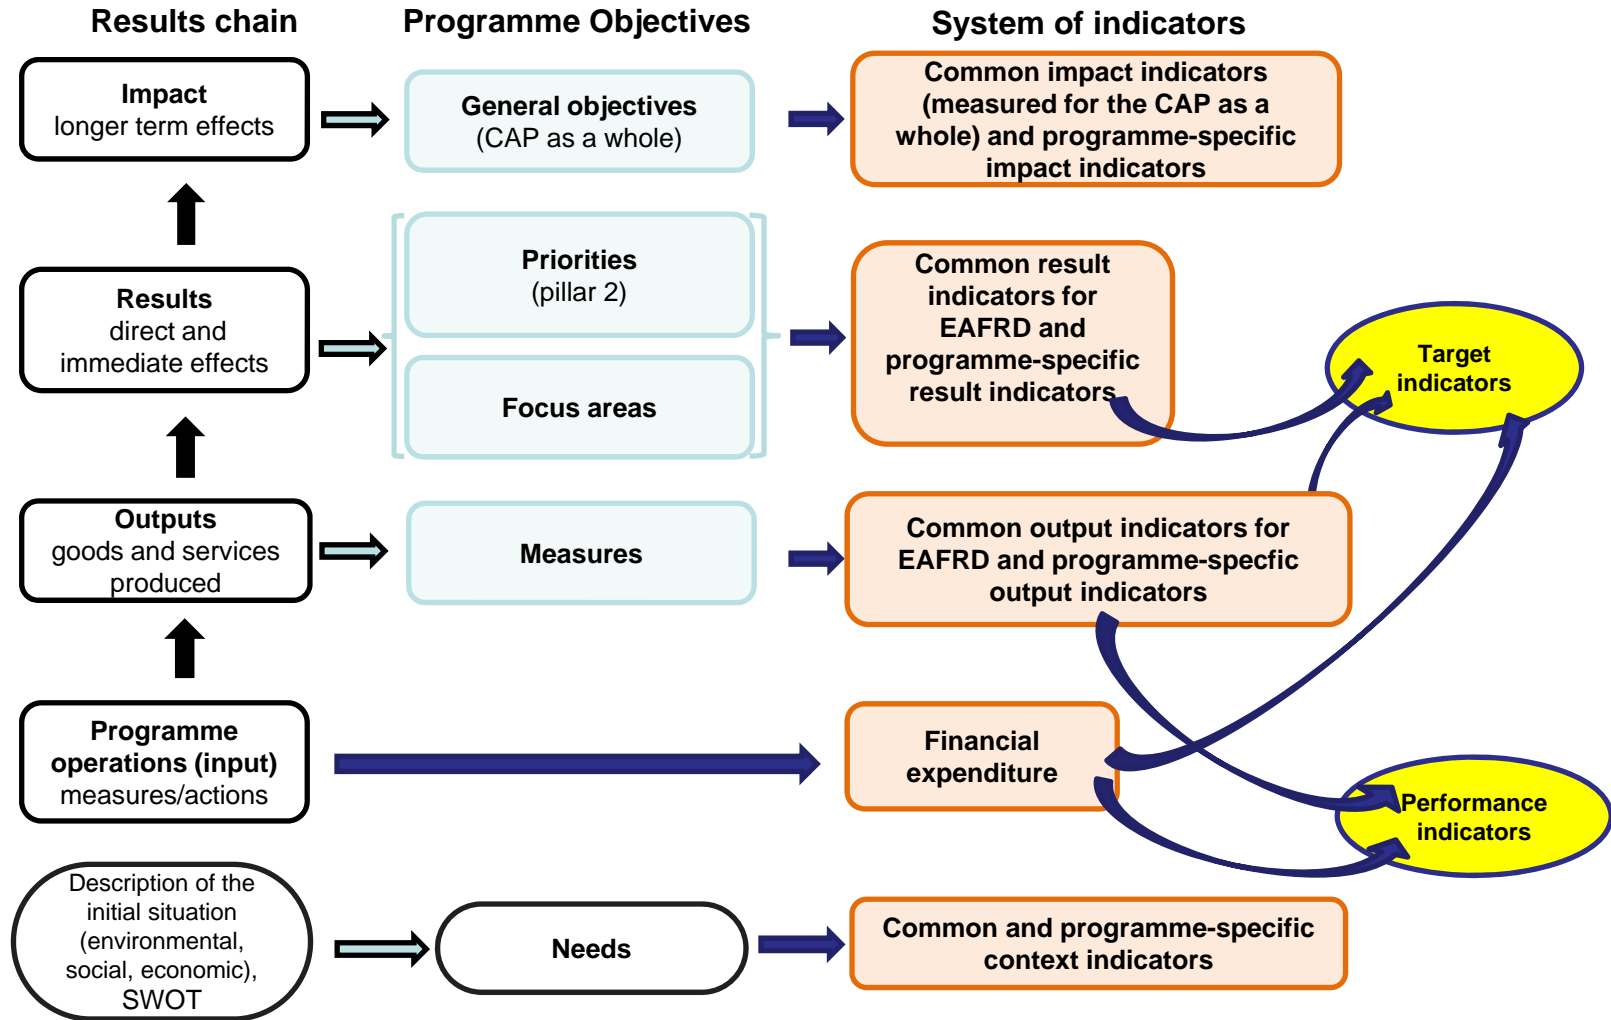 Results chain
Programme Objectives
System of indicators
Impact
longer term effects
General objectives
(CAP as a whole)
Common impact indicators
(measured for the CAP as a
whole) and programme-specific
impact indicators
Results
direct and
immediate effects
Priorities
(pillar 2)
Focus areas
Common result
indicators for
EAFRD and
programme-specific
result indicators
Target
indicators
Outputs
goods and services
produced
Measures
Common output indicators for
EAFRD and programme-specfic
output indicators
Programme
operations (input)
measures/actions
Financial
expenditure
Performance
indicators
Description of the
initial situation
(environmental,
social, economic),
SWOT
Needs
Common and programme-specific
context indicators